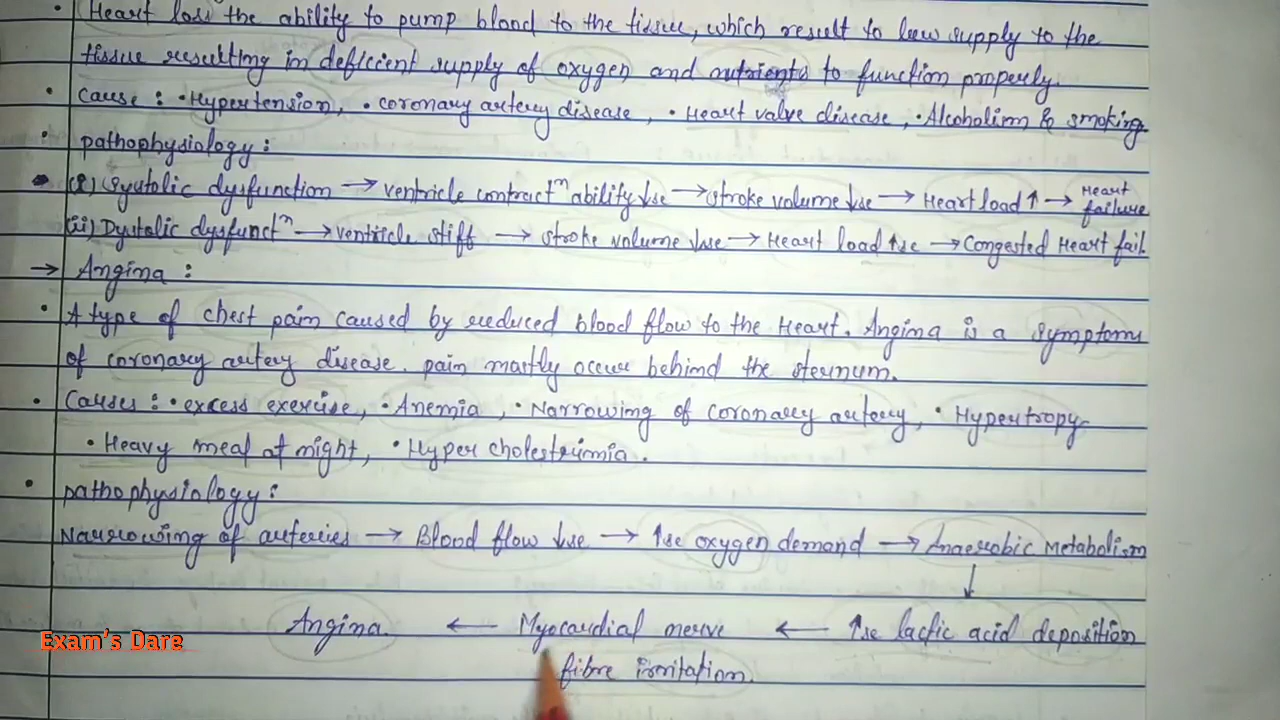 • Heart loss the ability to pump blood to the tissue, which result to low supply to the
tissue resulting in deficient supply of oxygen and nutrients to function properly.
• Cause : • Hypertension, • coronary artery disease, • Heart valve disease, • Alcoholism & smoking
• pathophysiology :
(i) Systolic dysfunction → ventricle contractⁿ ability ↓se → stroke volume ↓se → Heart load ↑ → Heart failure
(ii) Dystolic dysfunctⁿ → ventricle stiff → stroke volume ↓se → Heart load ↑se → Congested Heart fail
→ Angina :
• A type of chest pain caused by reduced blood flow to the Heart. Angina is a symptoms
of coronary artery disease. pain mostly occur behind the sternum.
• Causes : • excess exercise, • Anemia, • Narrowing of coronary artery, • Hypertropy
• Heavy meal at night, • Hyper cholestrimia.
• pathophysiology :
Narrowing of arteries → Blood flow ↓se → ↑se oxygen demand → Anaerobic Metabolism
↓
Angina ← Myocardial nerve ← ↑se lactic acid deposition
fibre irritation.
Exam's Dare